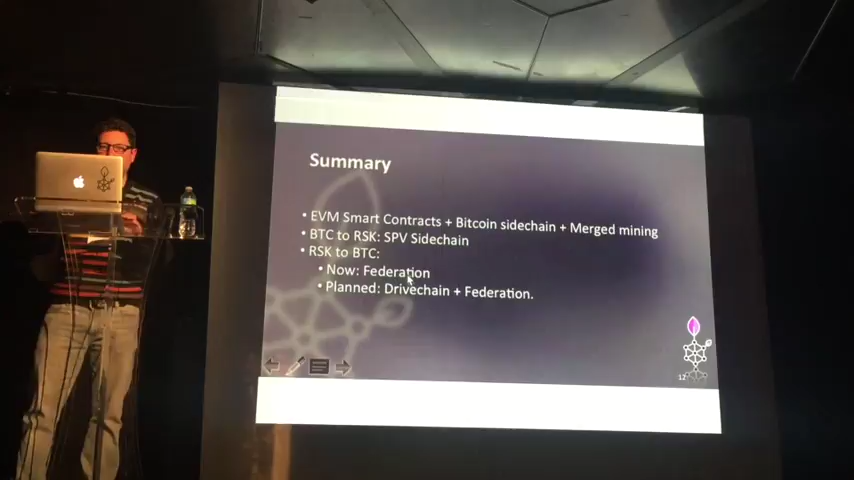 Summary
• EVM Smart Contracts + Bitcoin sidechain + Merged mining
• BTC to RSK: SPV Sidechain
• RSK to BTC:
• Now: Federation
• Planned: Drivechain + Federation.
12